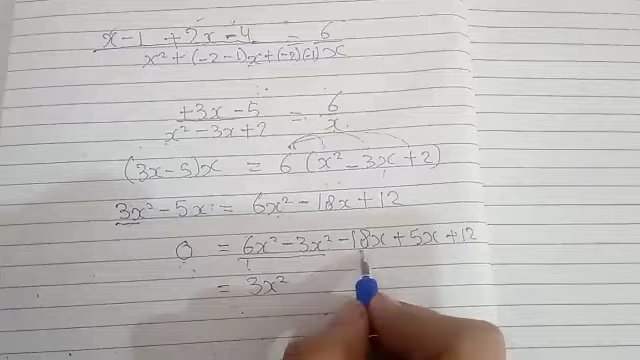 x-1 +2x-4 = 6
x² + (-2-1)x+(-2)(-1) x
+3x-5 = 6
x²-3x+2 x
(3x-5)x = 6 (x²-3x+2)
3x²-5x = 6x²-18x+12
0 = 6x²-3x²-18x+5x+12
= 3x²